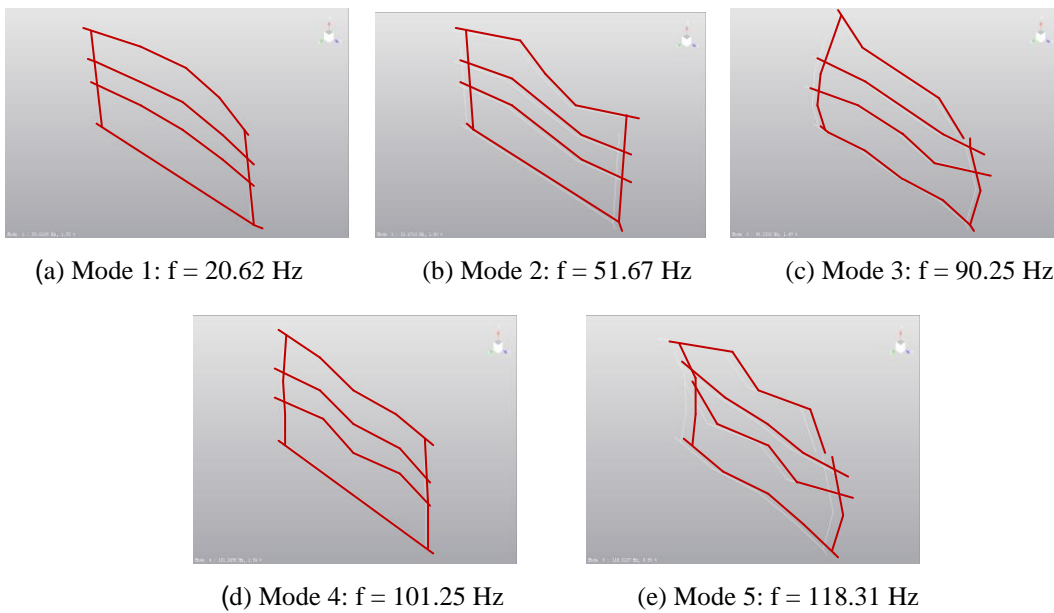 (a) Mode 1: f = 20.62 Hz
(b) Mode 2: f = 51.67 Hz
(c) Mode 3: f = 90.25 Hz
(d) Mode 4: f = 101.25 Hz
(e) Mode 5: f = 118.31 Hz